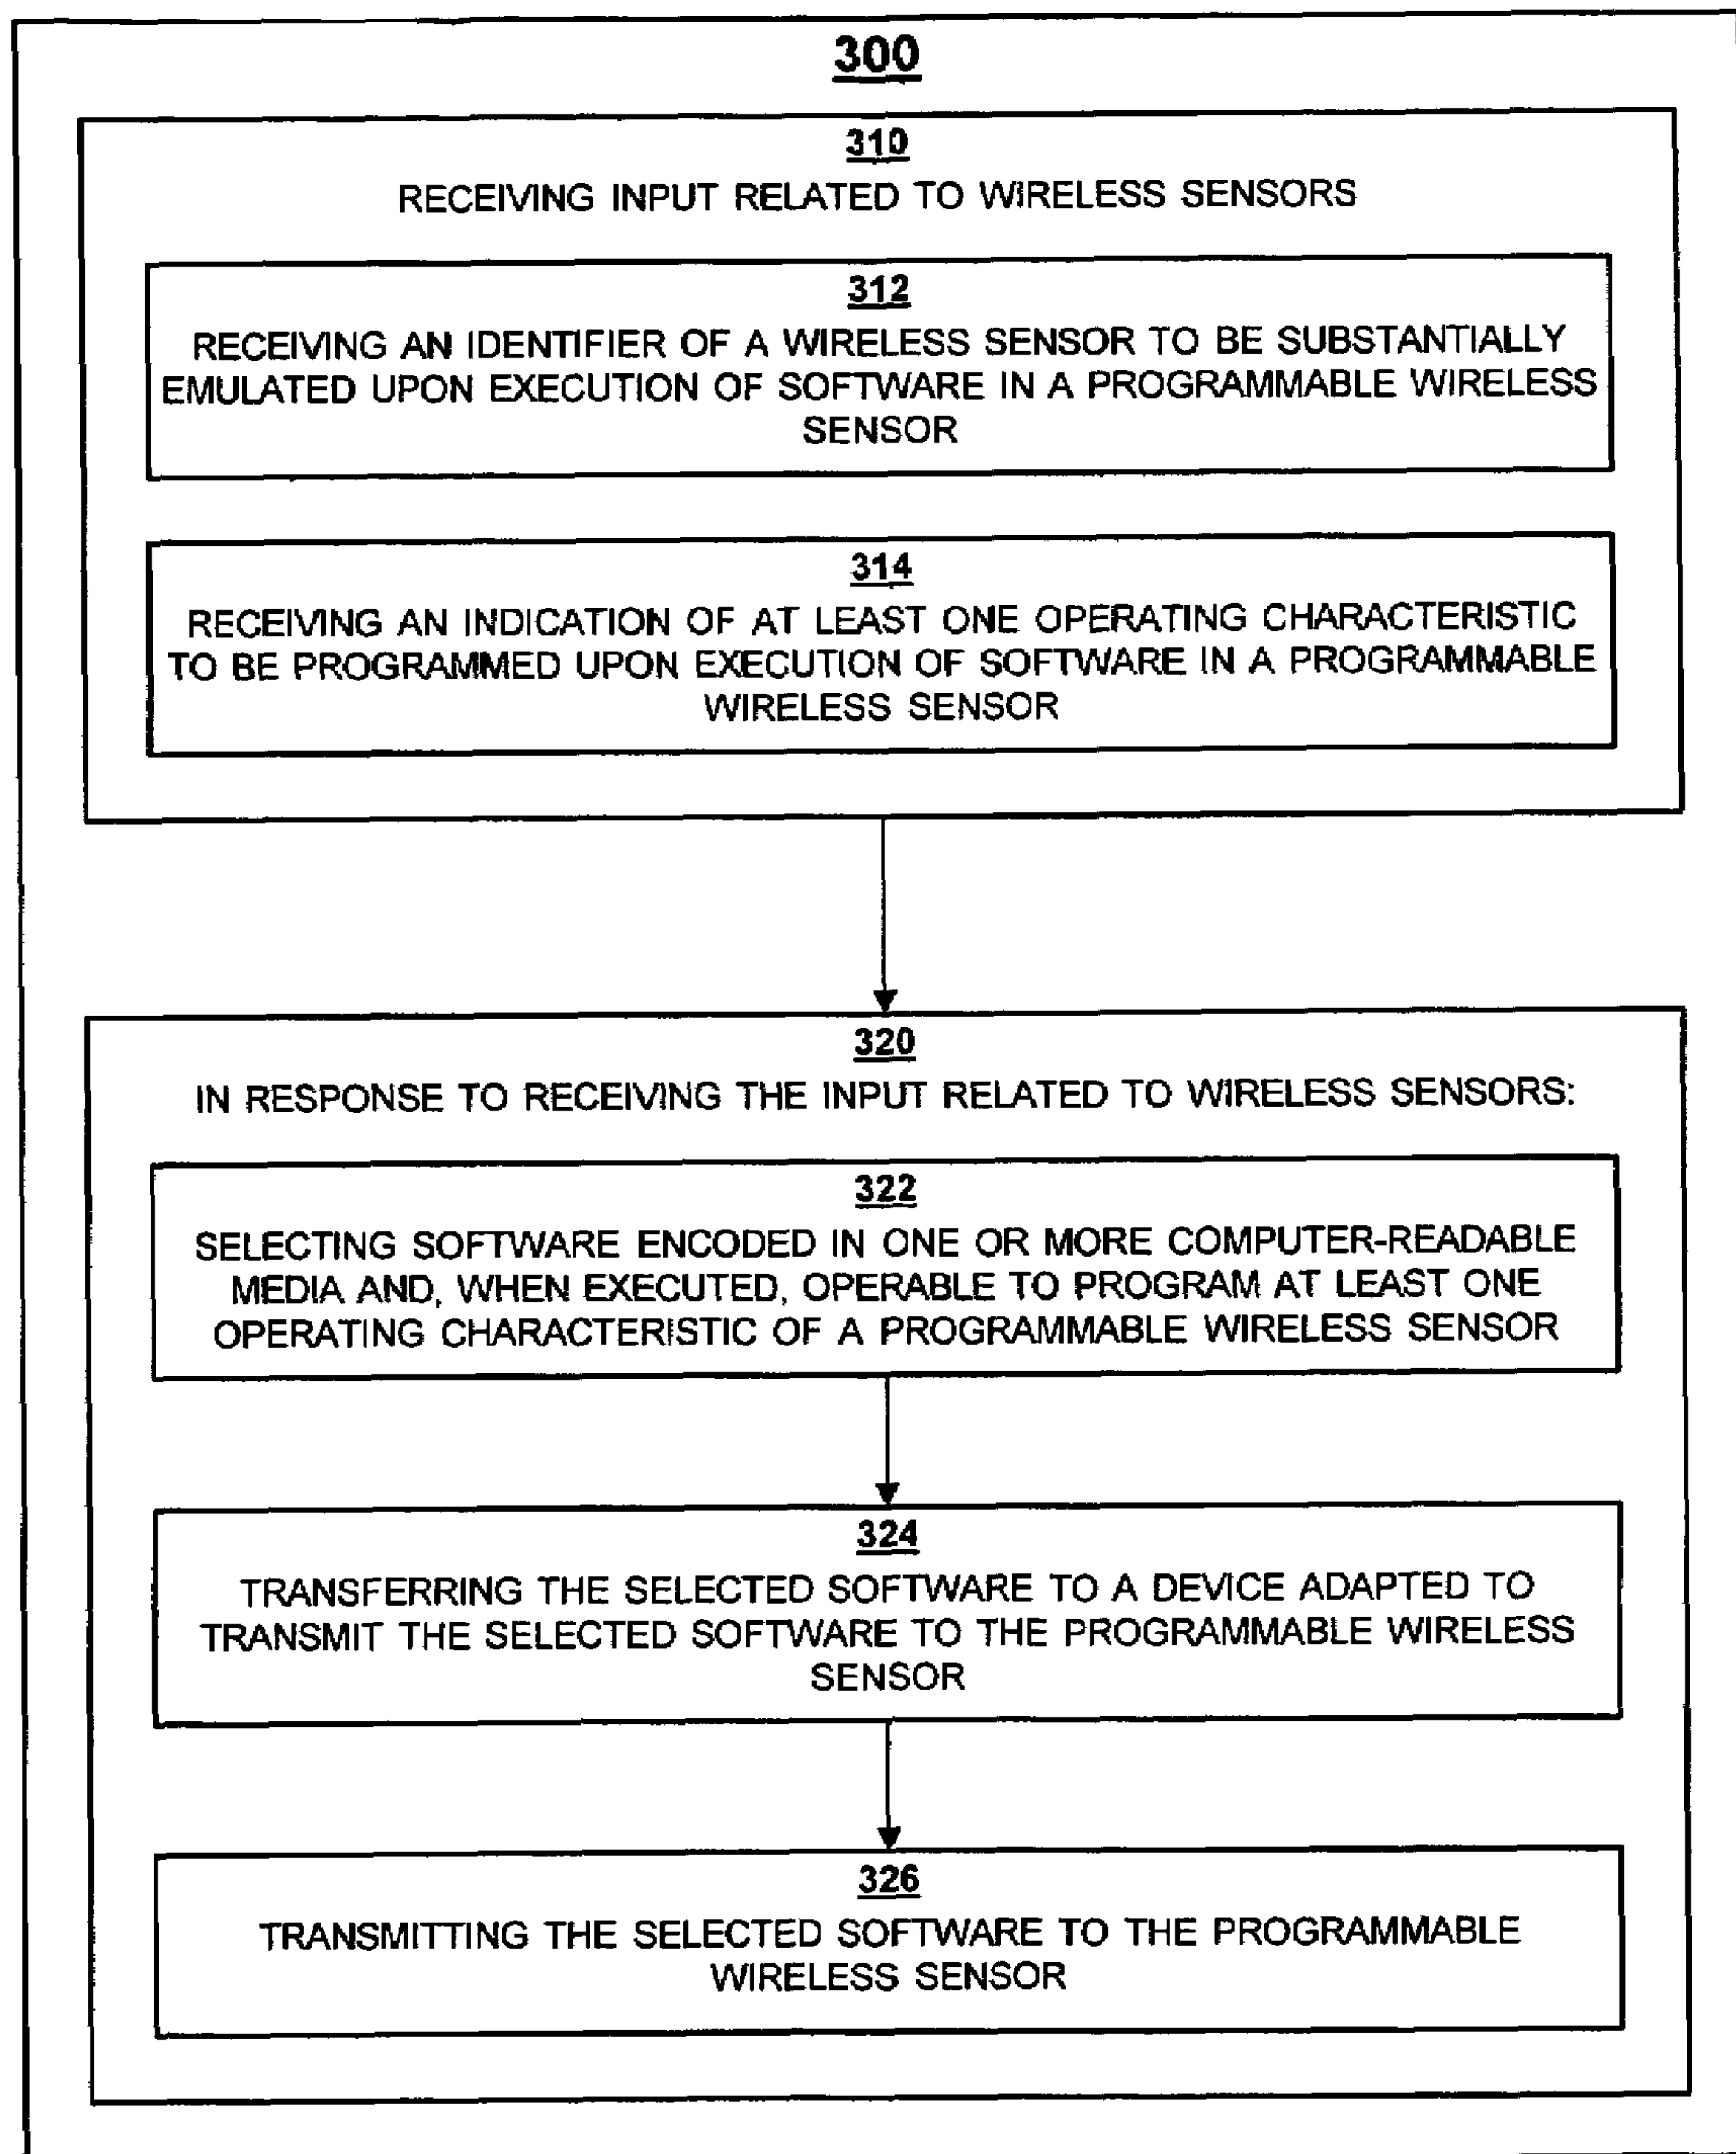 300
310
RECEIVING INPUT RELATED TO WIRELESS SENSORS
312
RECEIVING AN IDENTIFIER OF A WIRELESS SENSOR TO BE SUBSTANTIALLY
EMULATED UPON EXECUTION OF SOFTWARE IN A PROGRAMMABLE WIRELESS
SENSOR
314
RECEIVING AN INDICATION OF AT LEAST ONE OPERATING CHARACTERISTIC
TO BE PROGRAMMED UPON EXECUTION OF SOFTWARE IN A PROGRAMMABLE
WIRELESS SENSOR
320
IN RESPONSE TO RECEIVING THE INPUT RELATED TO WIRELESS SENSORS:
322
SELECTING SOFTWARE ENCODED IN ONE OR MORE COMPUTER-READABLE
MEDIA AND, WHEN EXECUTED, OPERABLE TO PROGRAM AT LEAST ONE
OPERATING CHARACTERISTIC OF A PROGRAMMABLE WIRELESS SENSOR
324
TRANSFERRING THE SELECTED SOFTWARE TO A DEVICE ADAPTED TO
TRANSMIT THE SELECTED SOFTWARE TO THE PROGRAMMABLE WIRELESS
SENSOR
326
TRANSMITTING THE SELECTED SOFTWARE TO THE PROGRAMMABLE
WIRELESS SENSOR